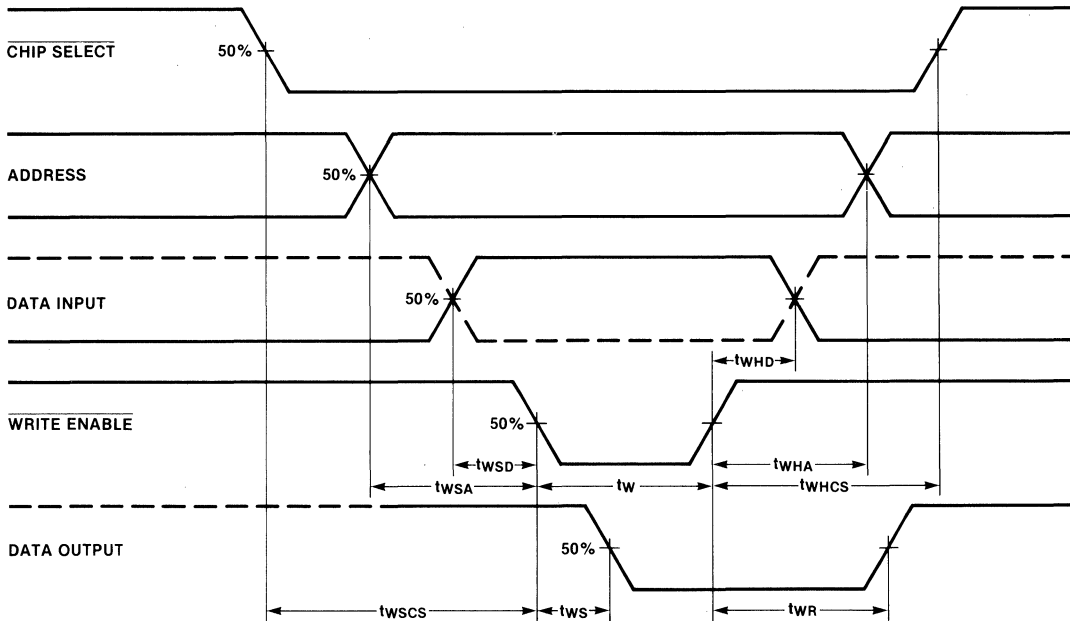 CHIP SELECT
50%
ADDRESS
50%
DATA INPUT
50%
tWHD
WRITE ENABLE
50%
tWSD
tWHA
tWSA
tW
tWHCS
DATA OUTPUT
50%
tWSCS
tWS
tWR